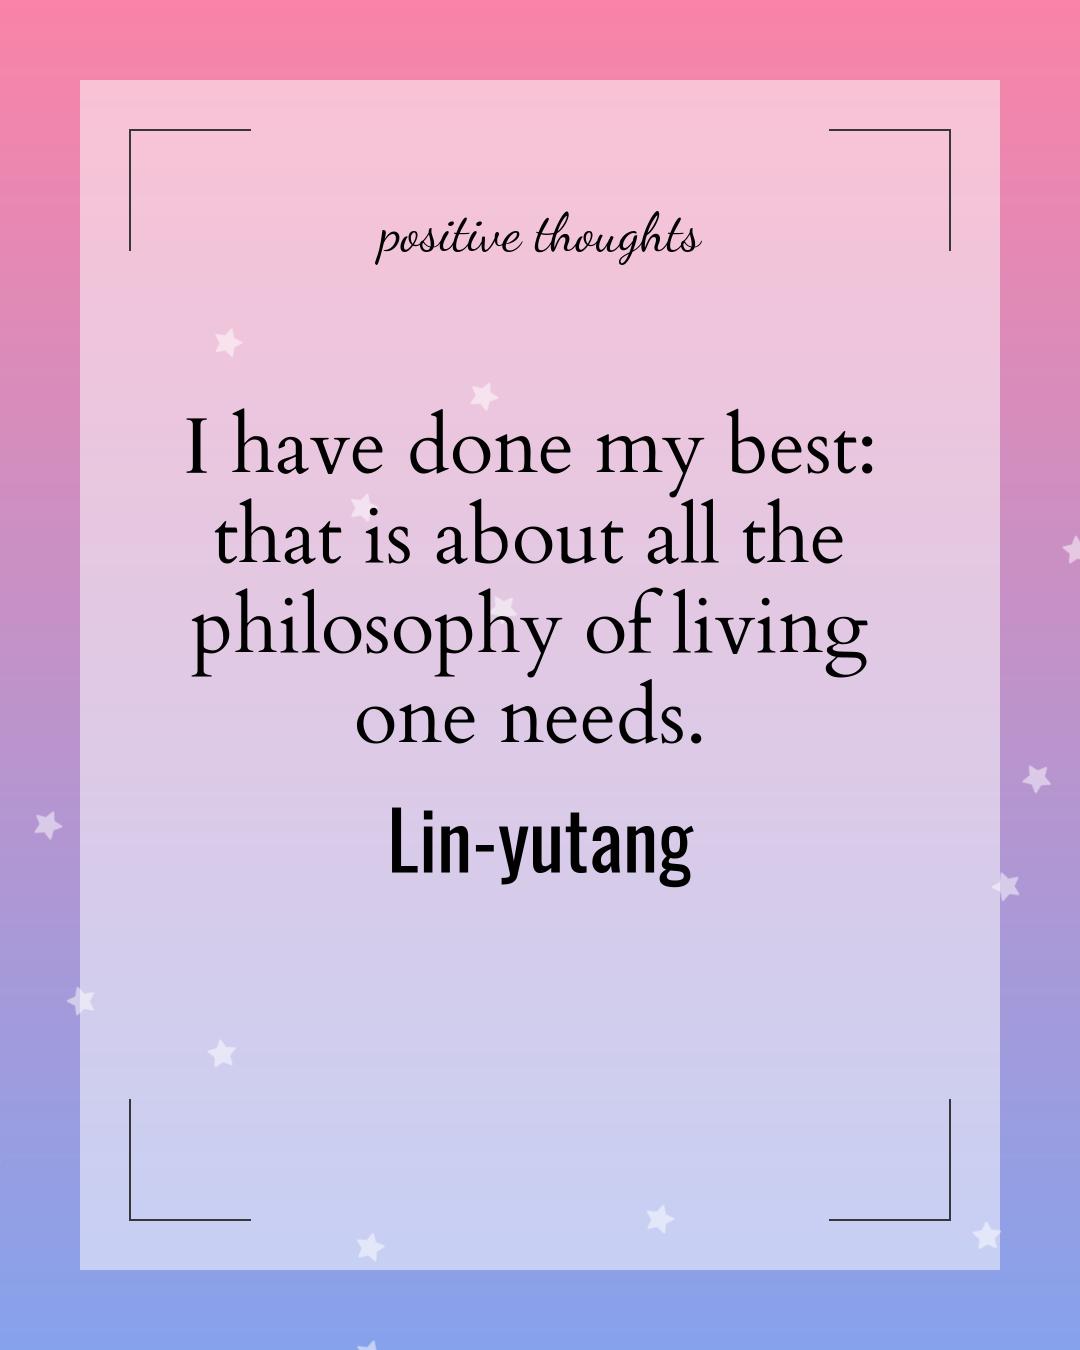 positive thoughts
I have done my best:
that is about all the
philosophy of living
one needs.
Lin-yutang